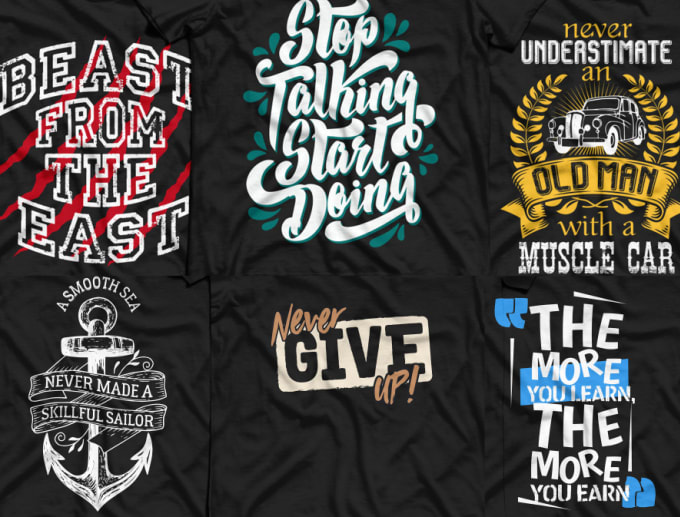 BEAST
FROM
THE
EAST
Stop
Talking
Start
Doing
never
UNDERSTIMATE
an
OLD MAN
with a
MUSCLE CAR
A SMOOTH SEA
NEVER MADE A
SKILLFUL SAILOR
Never
GIVE
UP!
"THE
MORE
YOU LEARN,
THE
MORE
YOU EARN"